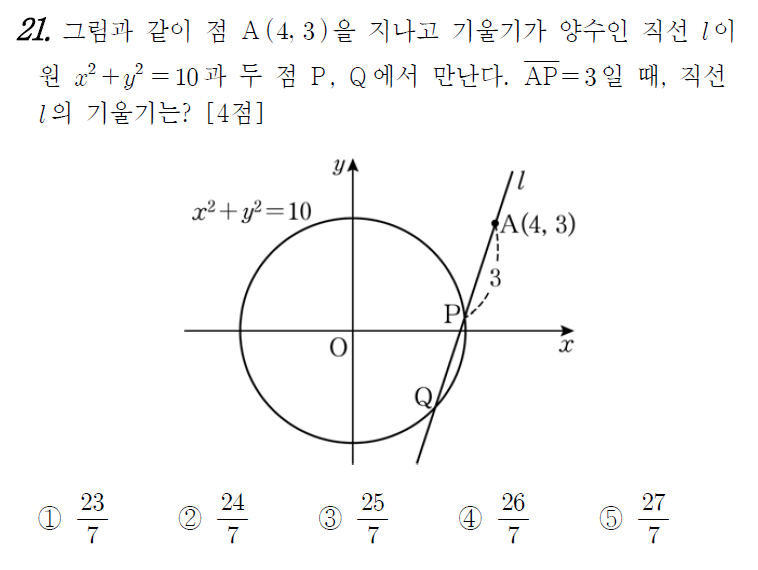 21. 그림과 같이 점 A(4, 3)을 지나고 기울기가 양수인 직선 l이
원 x²+y²=10과 두 점 P, Q에서 만난다. A̅P̅=3일 때, 직선
l의 기울기는? [4점]
y
l
x²+y²=10
A(4, 3)
3
P
O
x
Q
① 23/7 ② 24/7 ③ 25/7 ④ 26/7 ⑤ 27/7